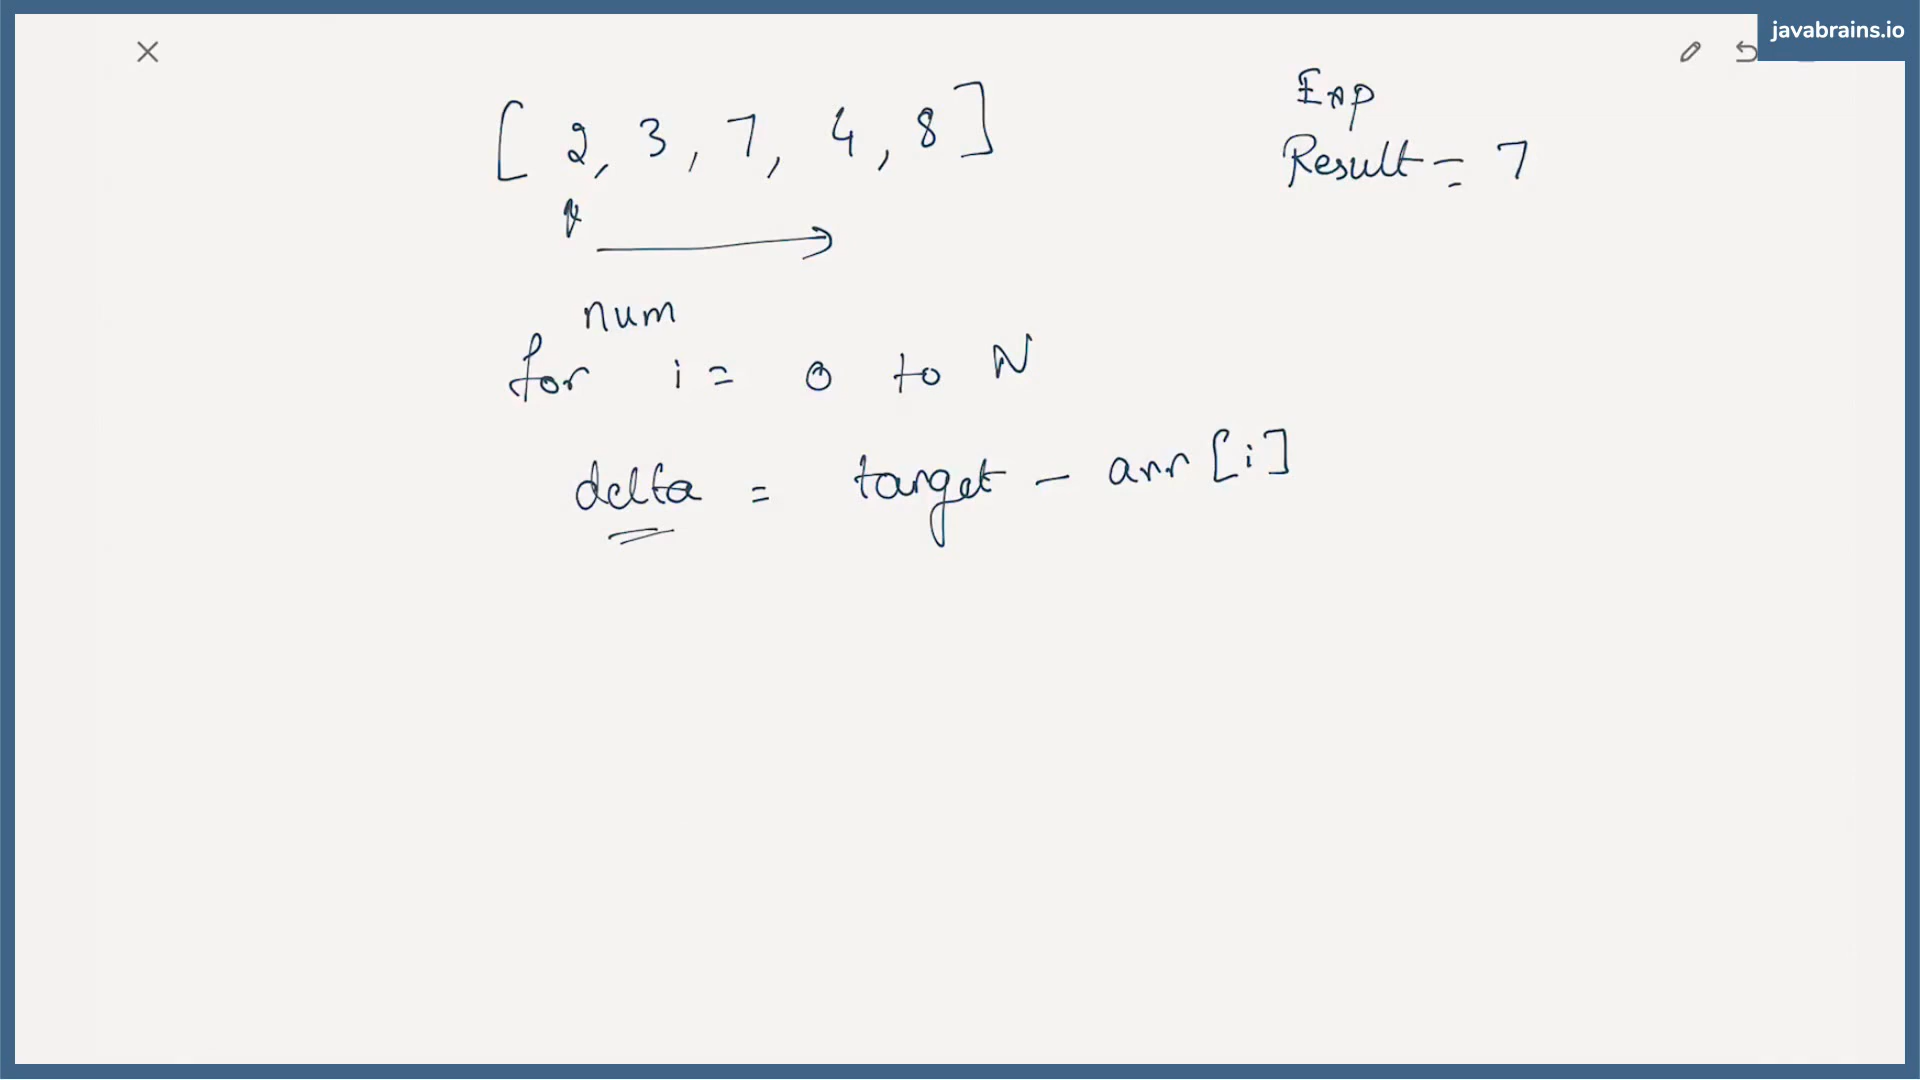 javabrains.io
[ 2, 3, 7, 4, 8 ]
Exp
Result = 7
num
for i = 0 to N
delta = target - arr [i]